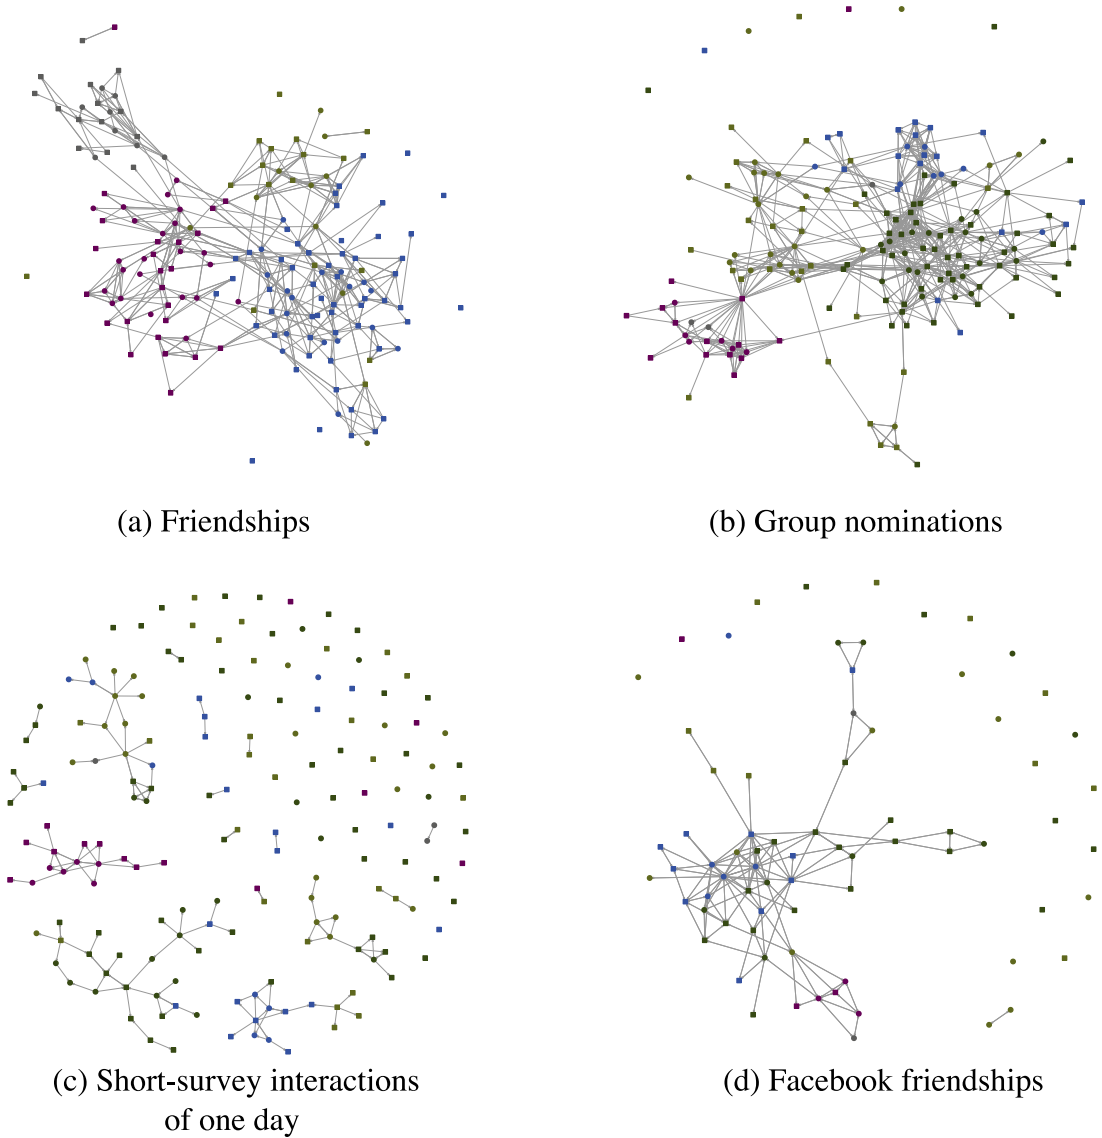 (a) Friendships
(b) Group nominations
(c) Short-survey interactions
of one day
(d) Facebook friendships